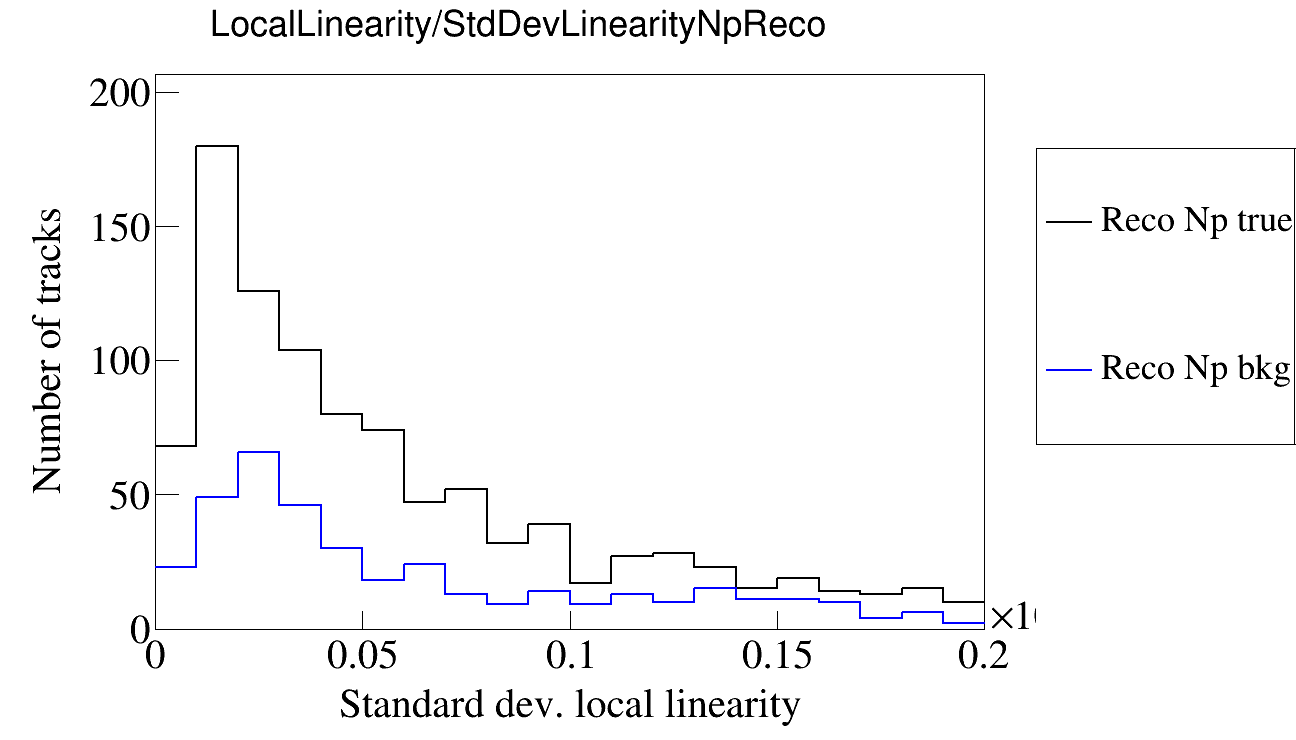 LocalLinearity/StdDevLinearityNpReco
200
150
100
50
0
Number of tracks
0 0.05 0.1 0.15 0.2
Standard dev. local linearity
Reco Np true
Reco Np bkg